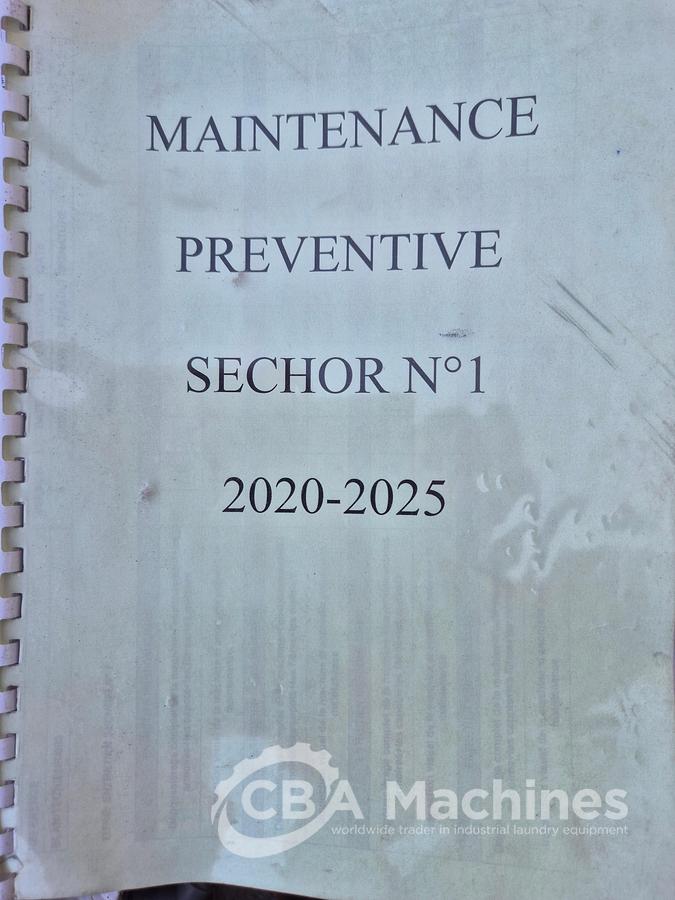 MAINTENANCE
PREVENTIVE
SECHOR N°1
2020-2025
CBA Machines
worldwide trader in industrial laundry equipment